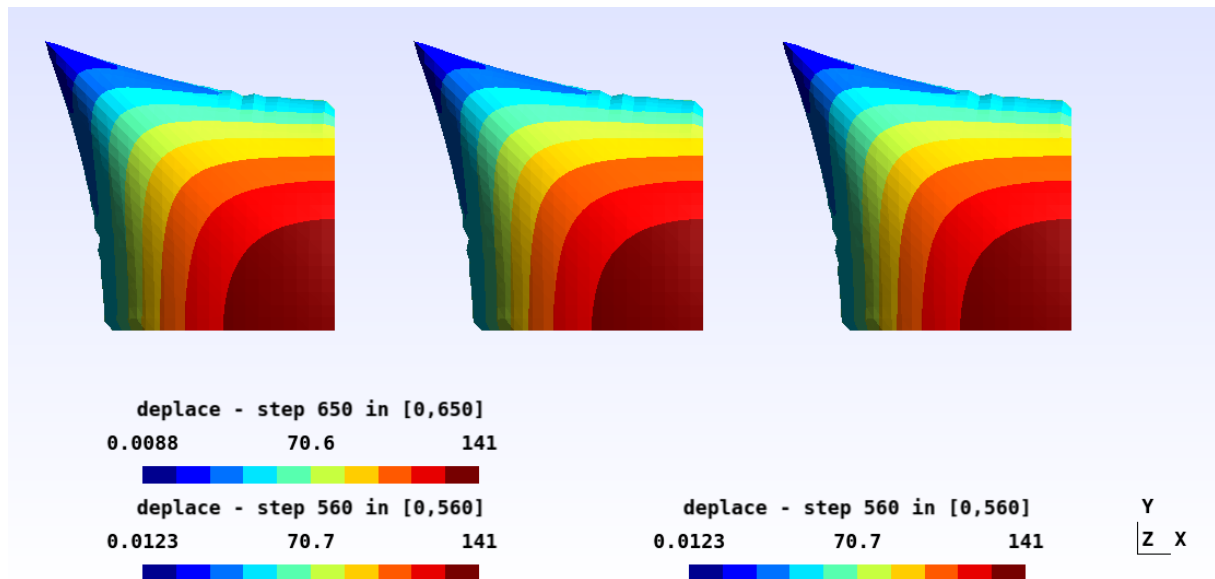 deplace - step 650 in [0,650]
0.0088 70.6 141
deplace - step 560 in [0,560]
0.0123 70.7 141
deplace - step 560 in [0,560]
0.0123 70.7 141
Y
Z X